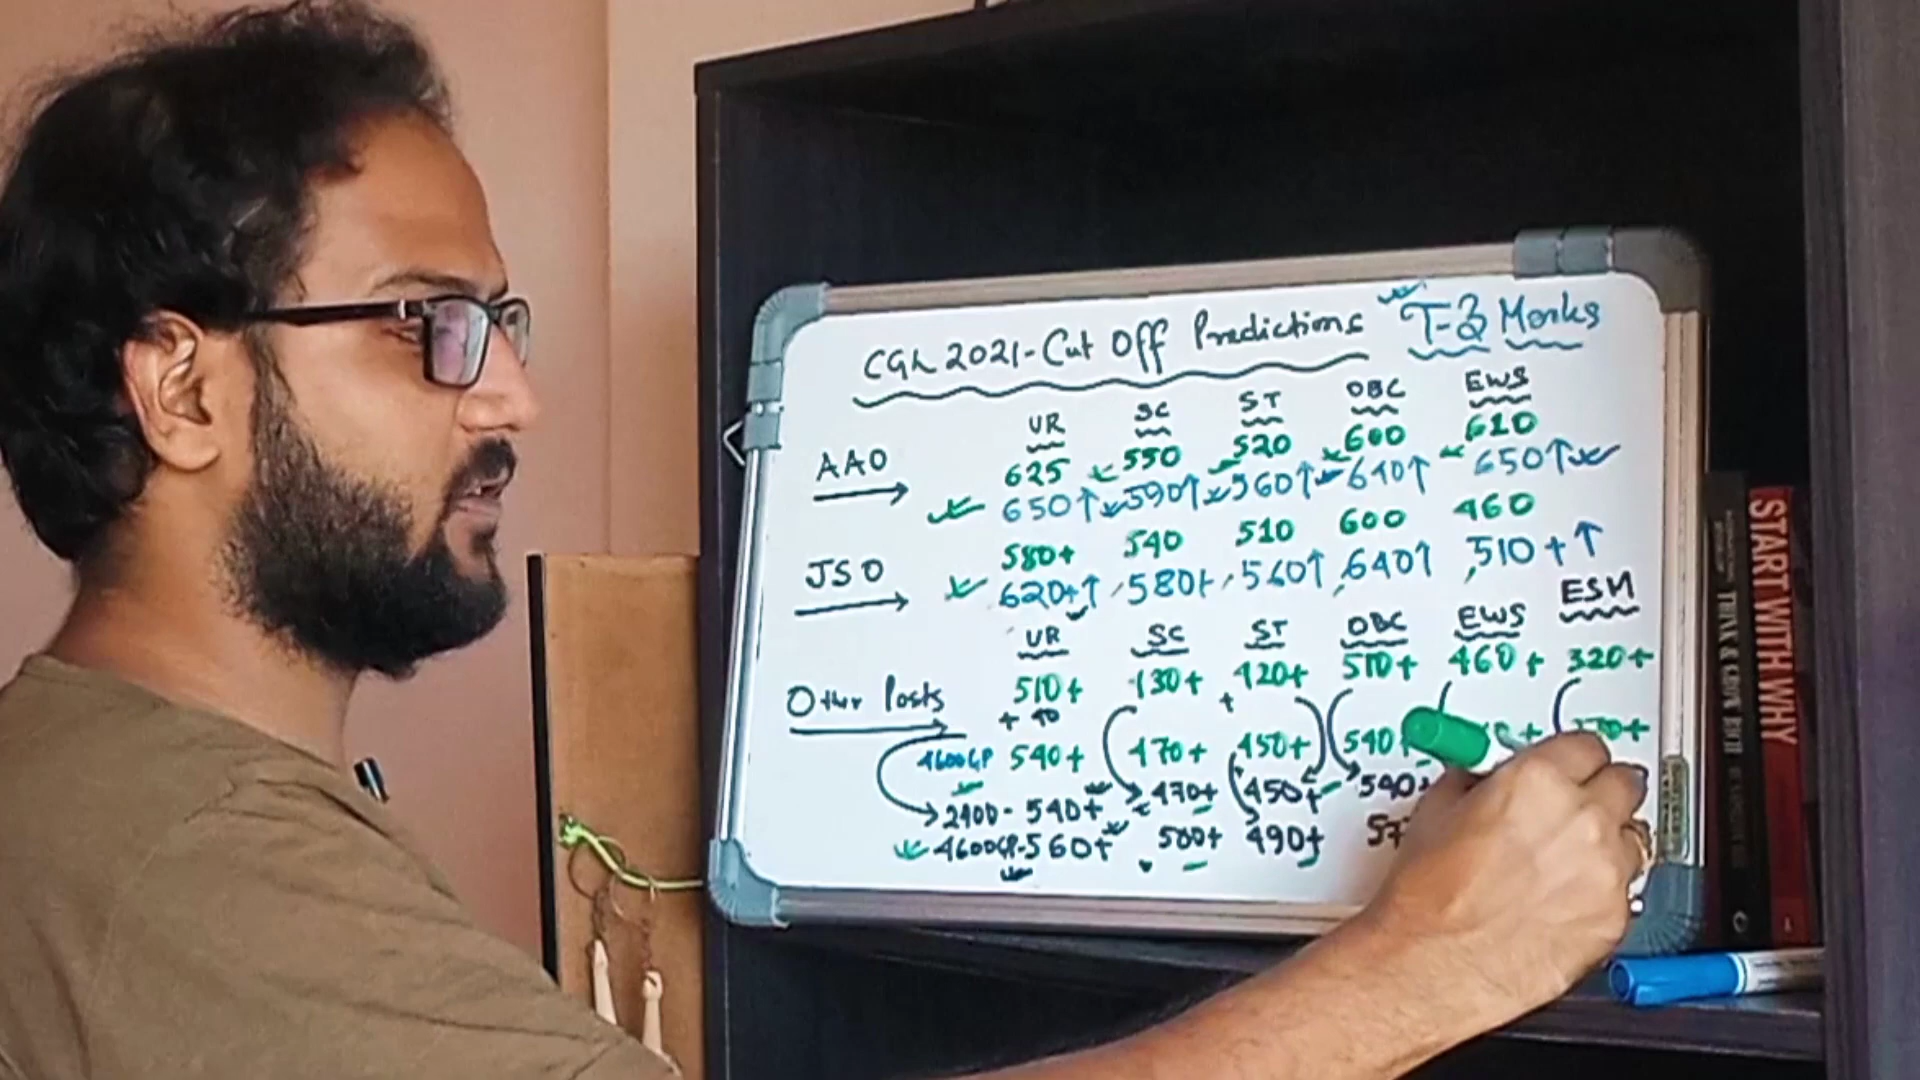 CGL 2021-Cut Off Predictions T-3 Marks
UR SC ST OBC EWS
AAO 625 550 520 600 610
650↑ 590↑ 560↑ 640↑ 650↑
JSO 580+ 540 510 600 460
620+↑ 580+ 560↑ 640↑ 510+↑
UR SC ST OBC EWS ESM
Other Posts 510+ 430+ 420+ 510+ 460+ 320+
4600GP 540+ 470+ 450+ 540
2400- 540+ 470+ 450+ 540
4600GP-560+ 500+ 490+
START WITH WHY
THINK & GROW RICH